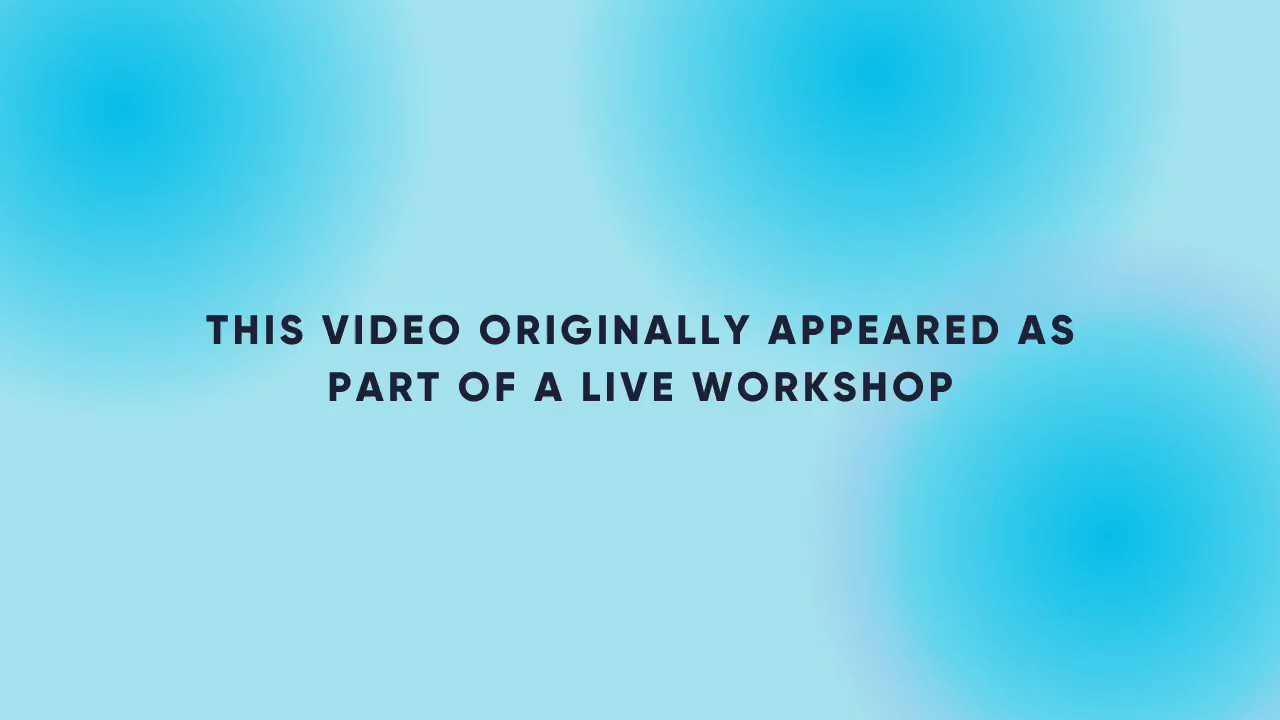 THIS VIDEO ORIGINALLY APPEARED AS
PART OF A LIVE WORKSHOP